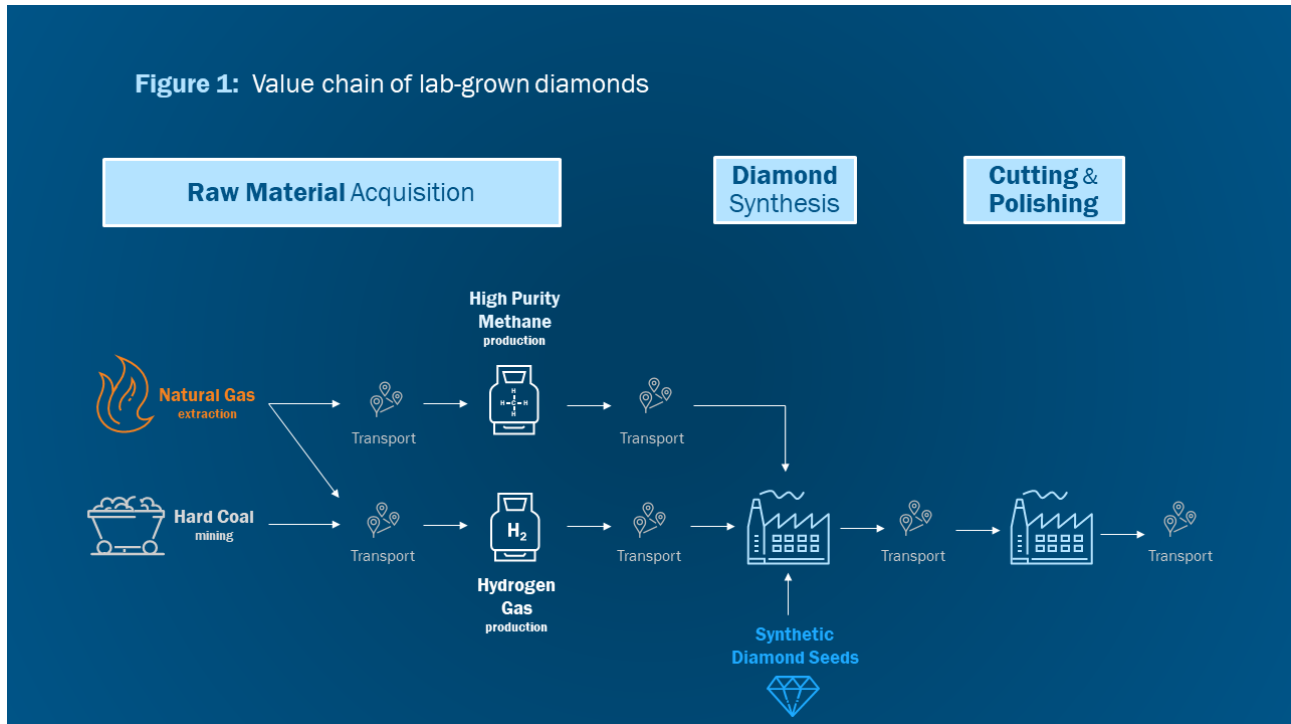 Figure 1: Value chain of lab-grown diamonds
Raw Material Acquisition
Diamond
Synthesis
Cutting &
Polishing
High Purity
Methane
production
Natural Gas
extraction
H
H-C-H
H
Transport
Transport
Hard Coal
mining
H₂
Transport
Transport
Transport
Transport
Hydrogen
Gas
production
Synthetic
Diamond Seeds